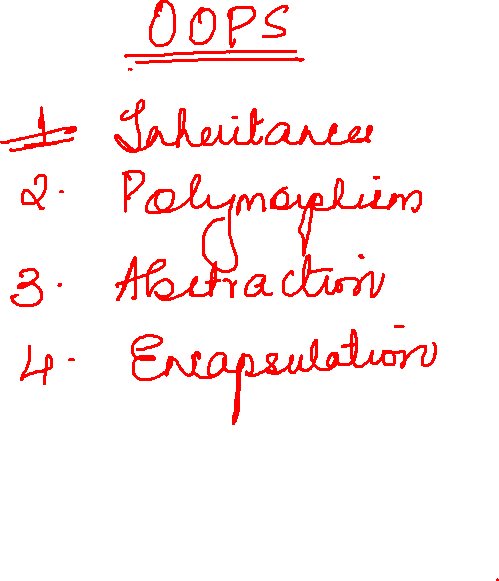 OOPS
1 Inheritance
2. Polymorphism
3. Abstraction
4. Encapsulation